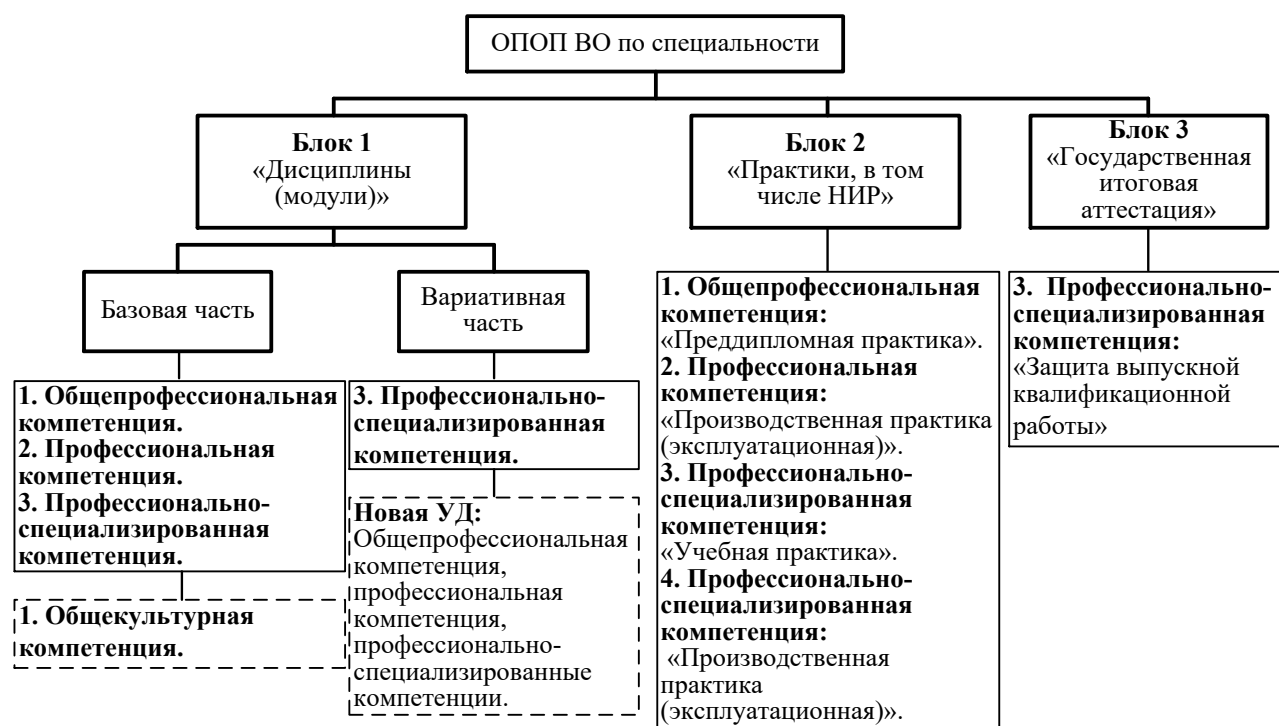 ОПОП ВО по специальности
Блок 1
«Дисциплины
(модули)»
Блок 2
«Практики, в том
числе НИР»
Блок 3
«Государственная
итоговая
аттестация»
Базовая часть
Вариативная
часть
1. Общепрофессиональная
компетенция.
2. Профессиональная
компетенция.
3. Профессионально-
специализированная
компетенция.
1. Общекультурная
компетенция.
3. Профессионально-
специализированная
компетенция.
Новая УД:
Общепрофессиональная
компетенция,
профессиональная
компетенция,
профессионально-
специализированные
компетенции.
1. Общепрофессиональная
компетенция:
«Преддипломная практика».
2. Профессиональная
компетенция:
«Производственная практика
(эксплуатационная)».
3. Профессионально-
специализированная
компетенция:
«Учебная практика».
4. Профессионально-
специализированная
компетенция:
«Производственная
практика
(эксплуатационная)».
3. Профессионально-
специализированная
компетенция:
«Защита выпускной
квалификационной
работы»